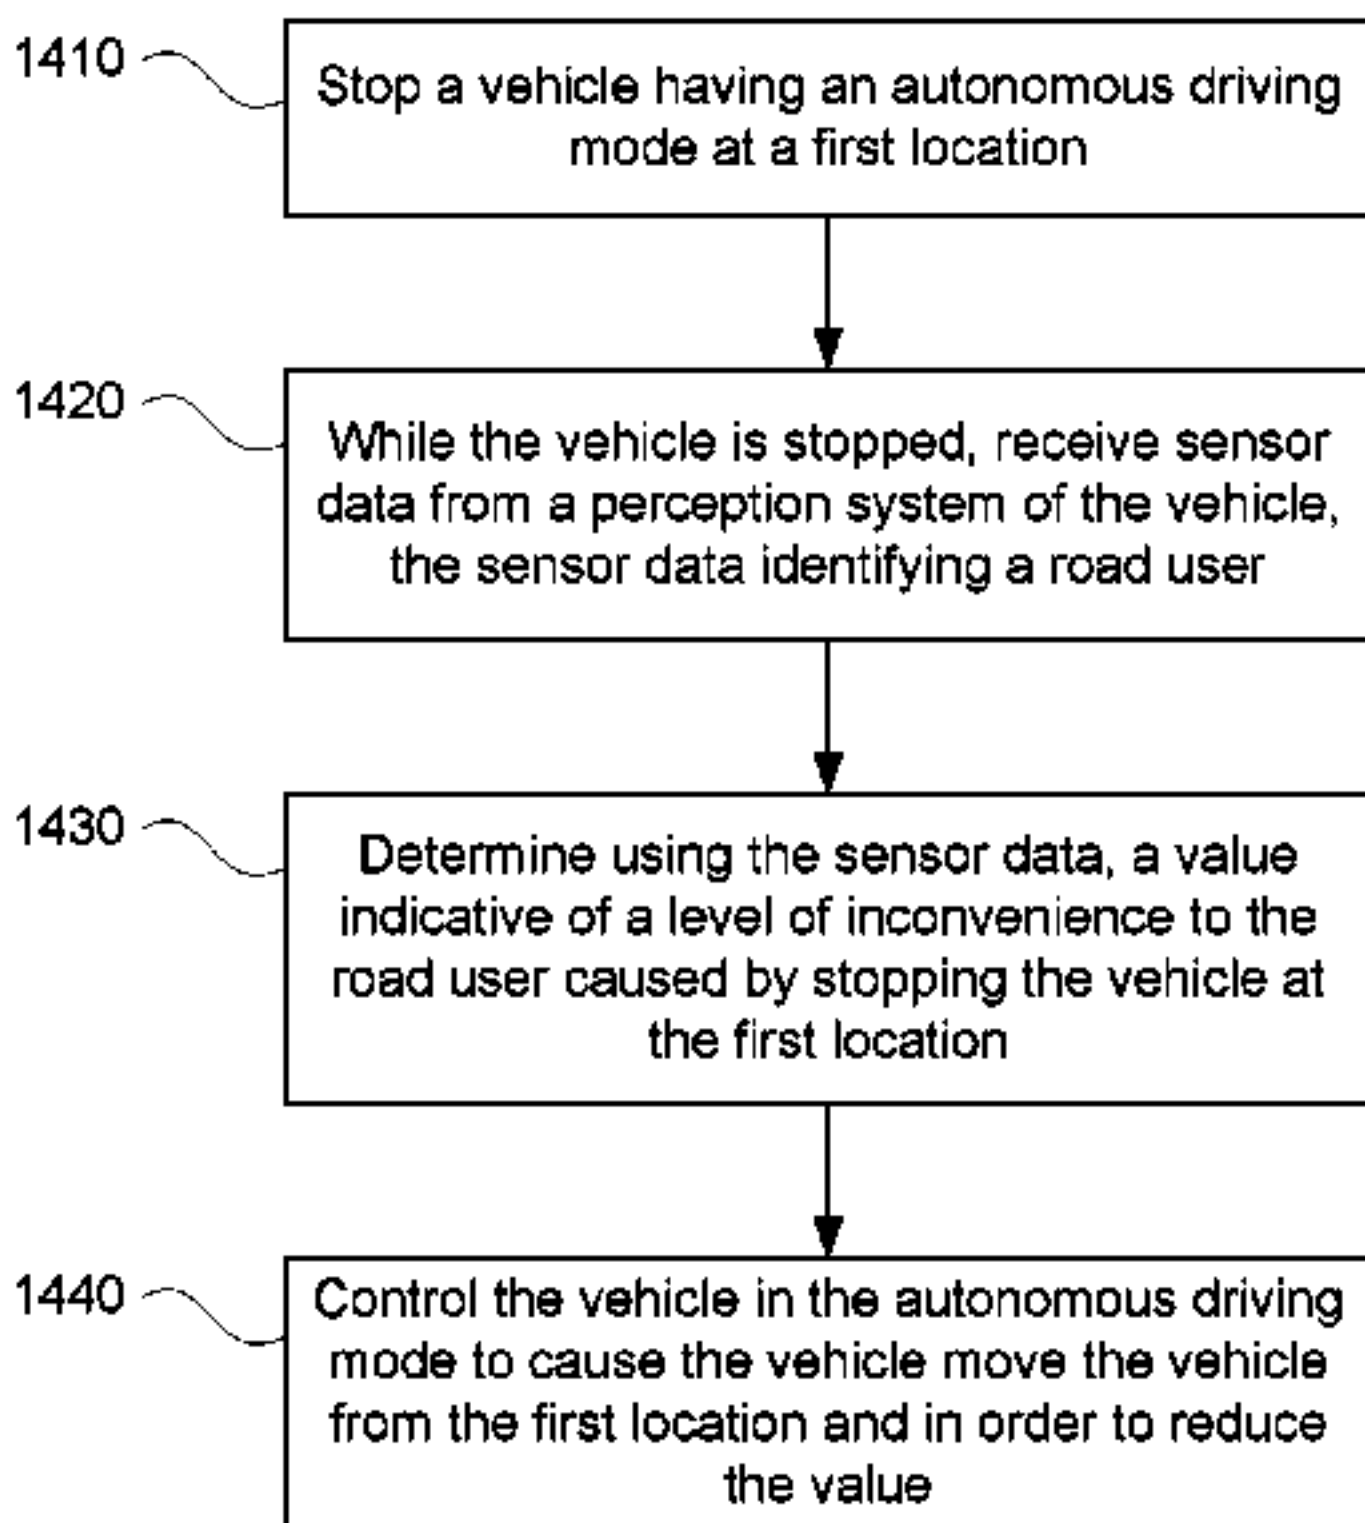 1410
Stop a vehicle having an autonomous driving
mode at a first location
1420
While the vehicle is stopped, receive sensor
data from a perception system of the vehicle,
the sensor data identifying a road user
1430
Determine using the sensor data, a value
indicative of a level of inconvenience to the
road user caused by stopping the vehicle at
the first location
1440
Control the vehicle in the autonomous driving
mode to cause the vehicle move the vehicle
from the first location and in order to reduce
the value